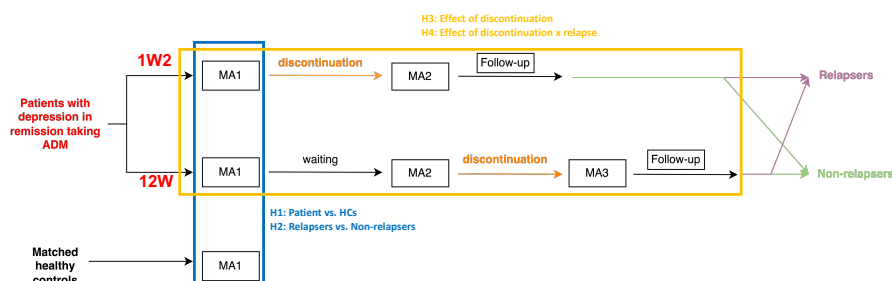 H3: Effect of discontinuation
H4: Effect of discontinuation x relapse
1W2
MA1
discontinuation
MA2
Follow-up
Relapsers
Patients with
depression in
remission taking
ADM
12W
MA1
waiting
MA2
discontinuation
MA3
Follow-up
Non-relapsers
H1: Patient vs. HCs
H2: Relapsers vs. Non-relapsers
Matched
healthy
controls
MA1